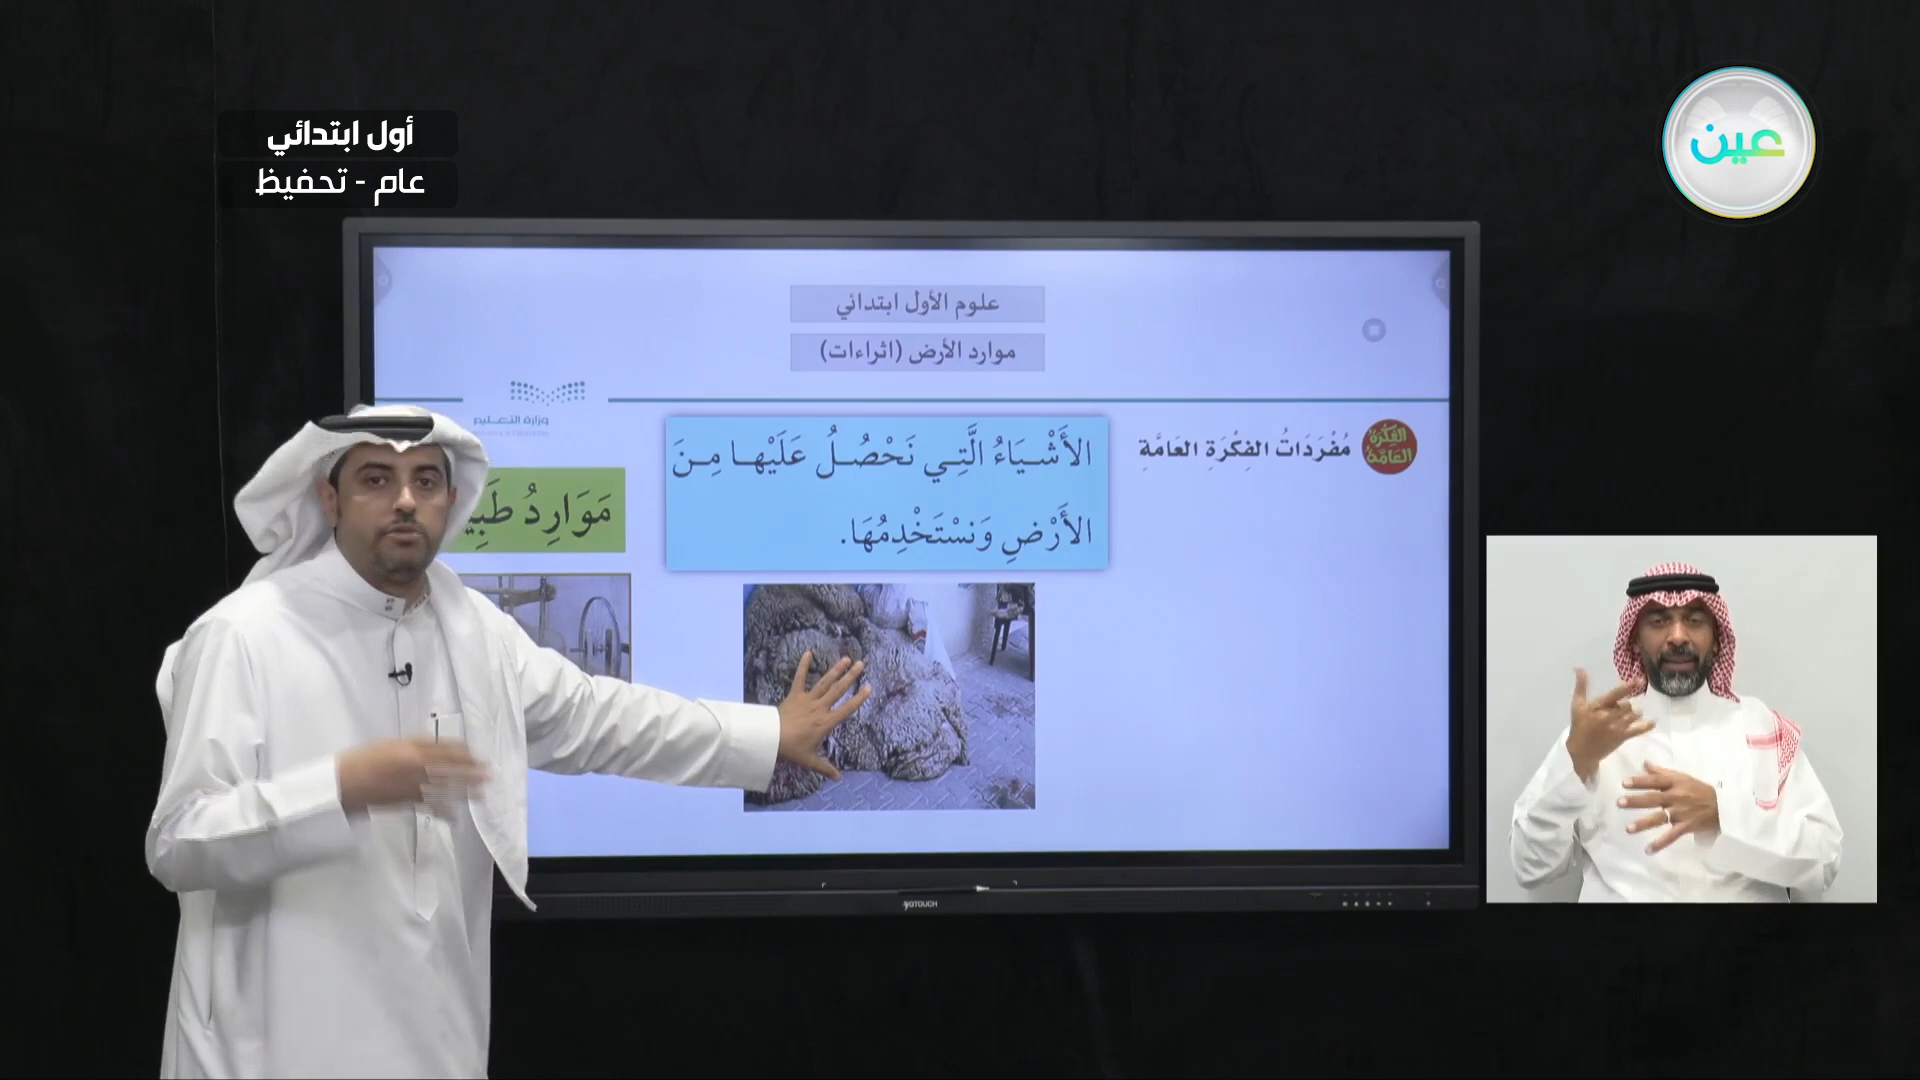 أول ابتدائي
عام - تحفيظ
عين
علوم الأول ابتدائي
موارد الأرض (اثراءات)
وزارة التعليم
الفِكْرَةُ
العَامَّةُ
مُفْرَدَاتُ الفِكْرَةِ العَامَّةِ
الأَشْيَاءُ الَّتِي نَحْصُلُ عَلَيْها مِنَ
الأَرْضِ وَنَسْتَخْدِمُهَا.
مَوَارِدُ